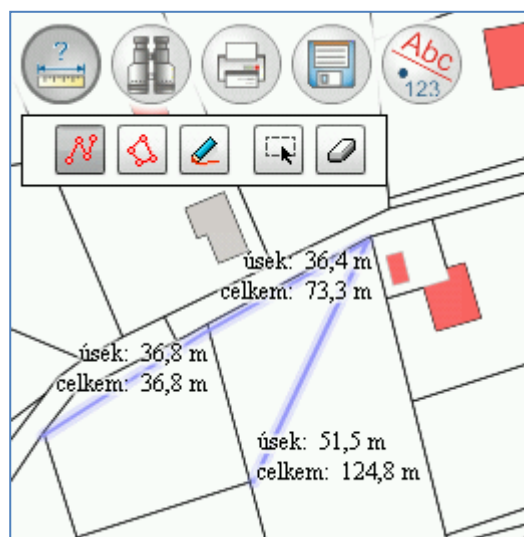 ?
Abc
123
úsek: 36,4 m
celkem: 73,3 m
úsek: 36,8 m
celkem: 36,8 m
úsek: 51,5 m
celkem: 124,8 m